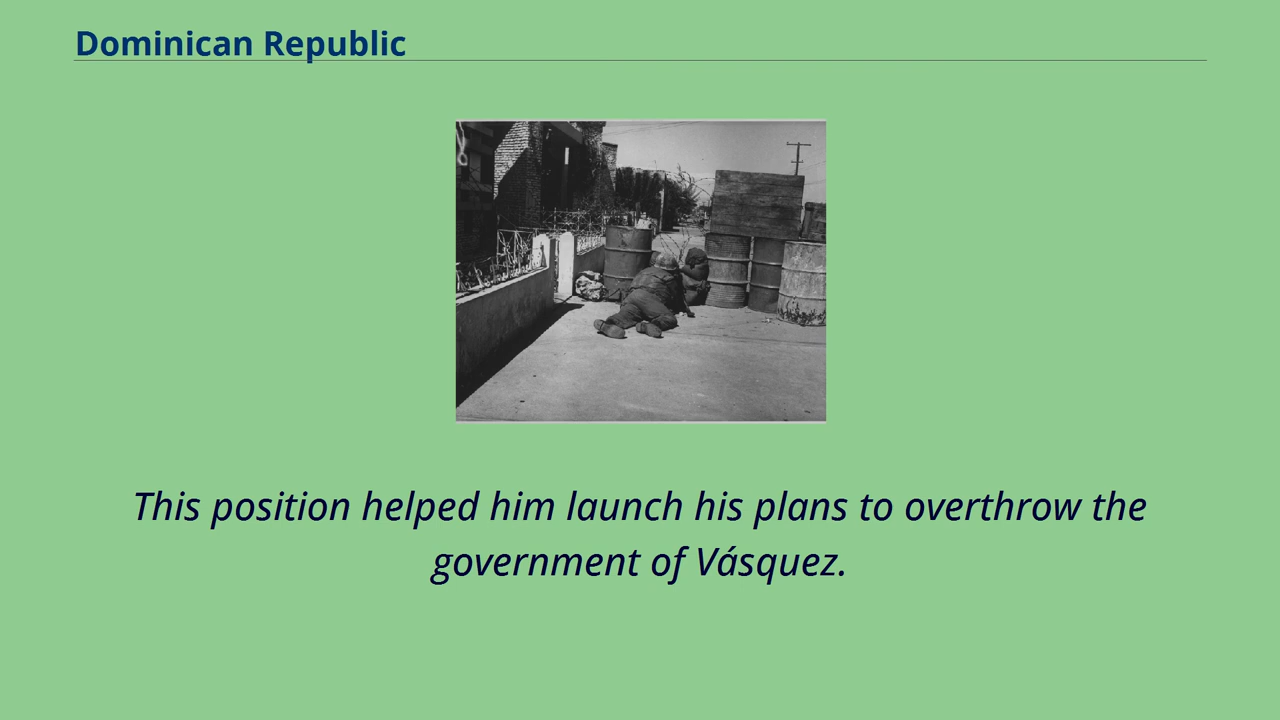 Dominican Republic
This position helped him launch his plans to overthrow the
government of Vásquez.